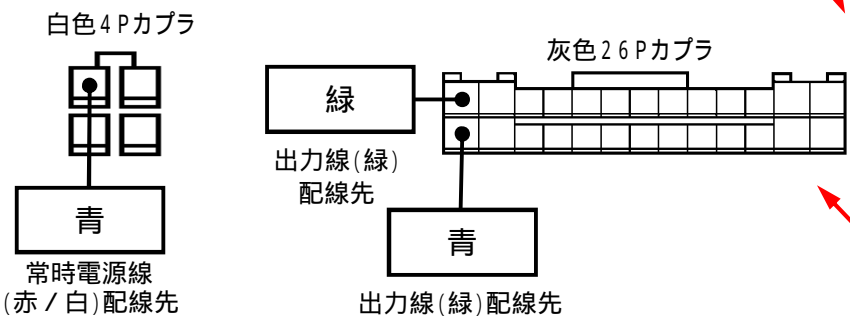 白色4Pカプラ
青
常時電源線
(赤/白)配線先
灰色26Pカプラ
緑
出力線(緑)
配線先
青
出力線(緑)配線先